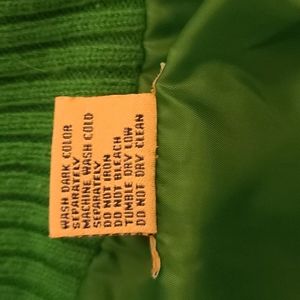 WASH DARK COLOR
SEPARATELY
MACHINE WASH COLD
SEPARATELY
DO NOT IRON
DO NOT BLEACH
TUMBLE DRY LOW
DO NOT DRY CLEAN